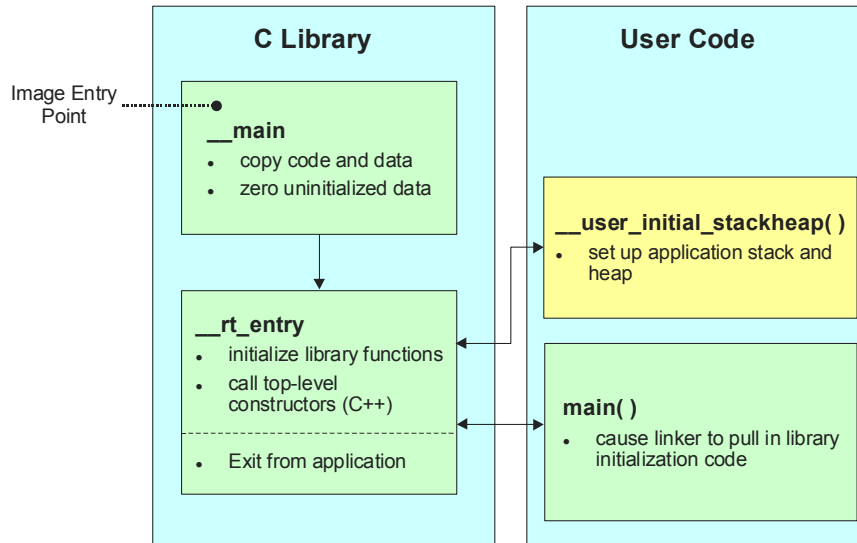 C Library
User Code
Image Entry
Point
__main
• copy code and data
• zero uninitialized data
__user_initial_stackheap( )
• set up application stack and
heap
__rt_entry
• initialize library functions
• call top-level
constructors (C++)
• Exit from application
main( )
• cause linker to pull in library
initialization code